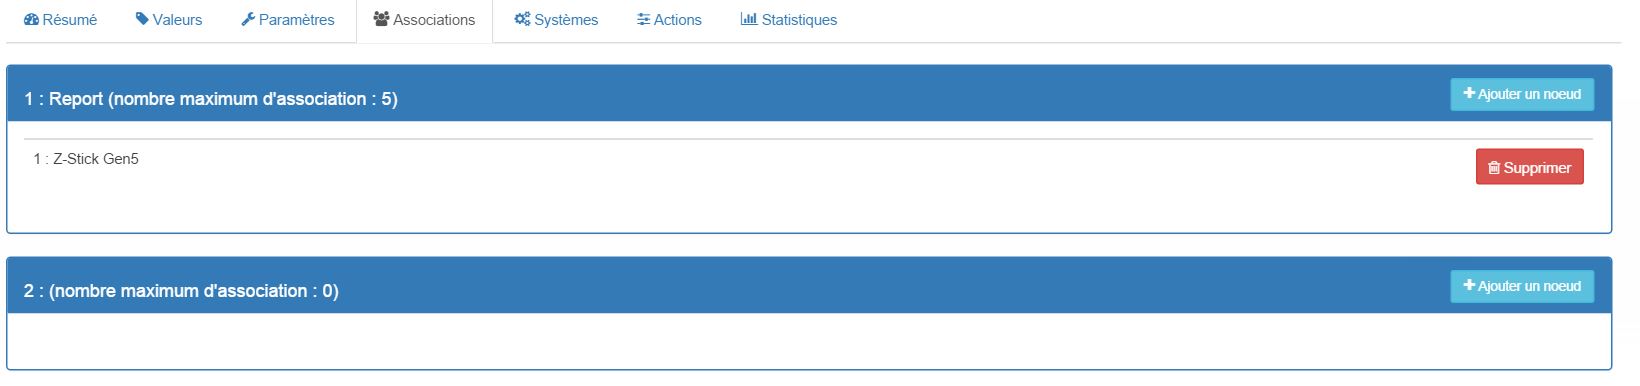 Résumé Valeurs Paramètres Associations Systèmes Actions Statistiques
1 : Report (nombre maximum d'association : 5) Ajouter un noeud
1 : Z-Stick Gen5 Supprimer
2 : (nombre maximum d'association : 0) Ajouter un noeud